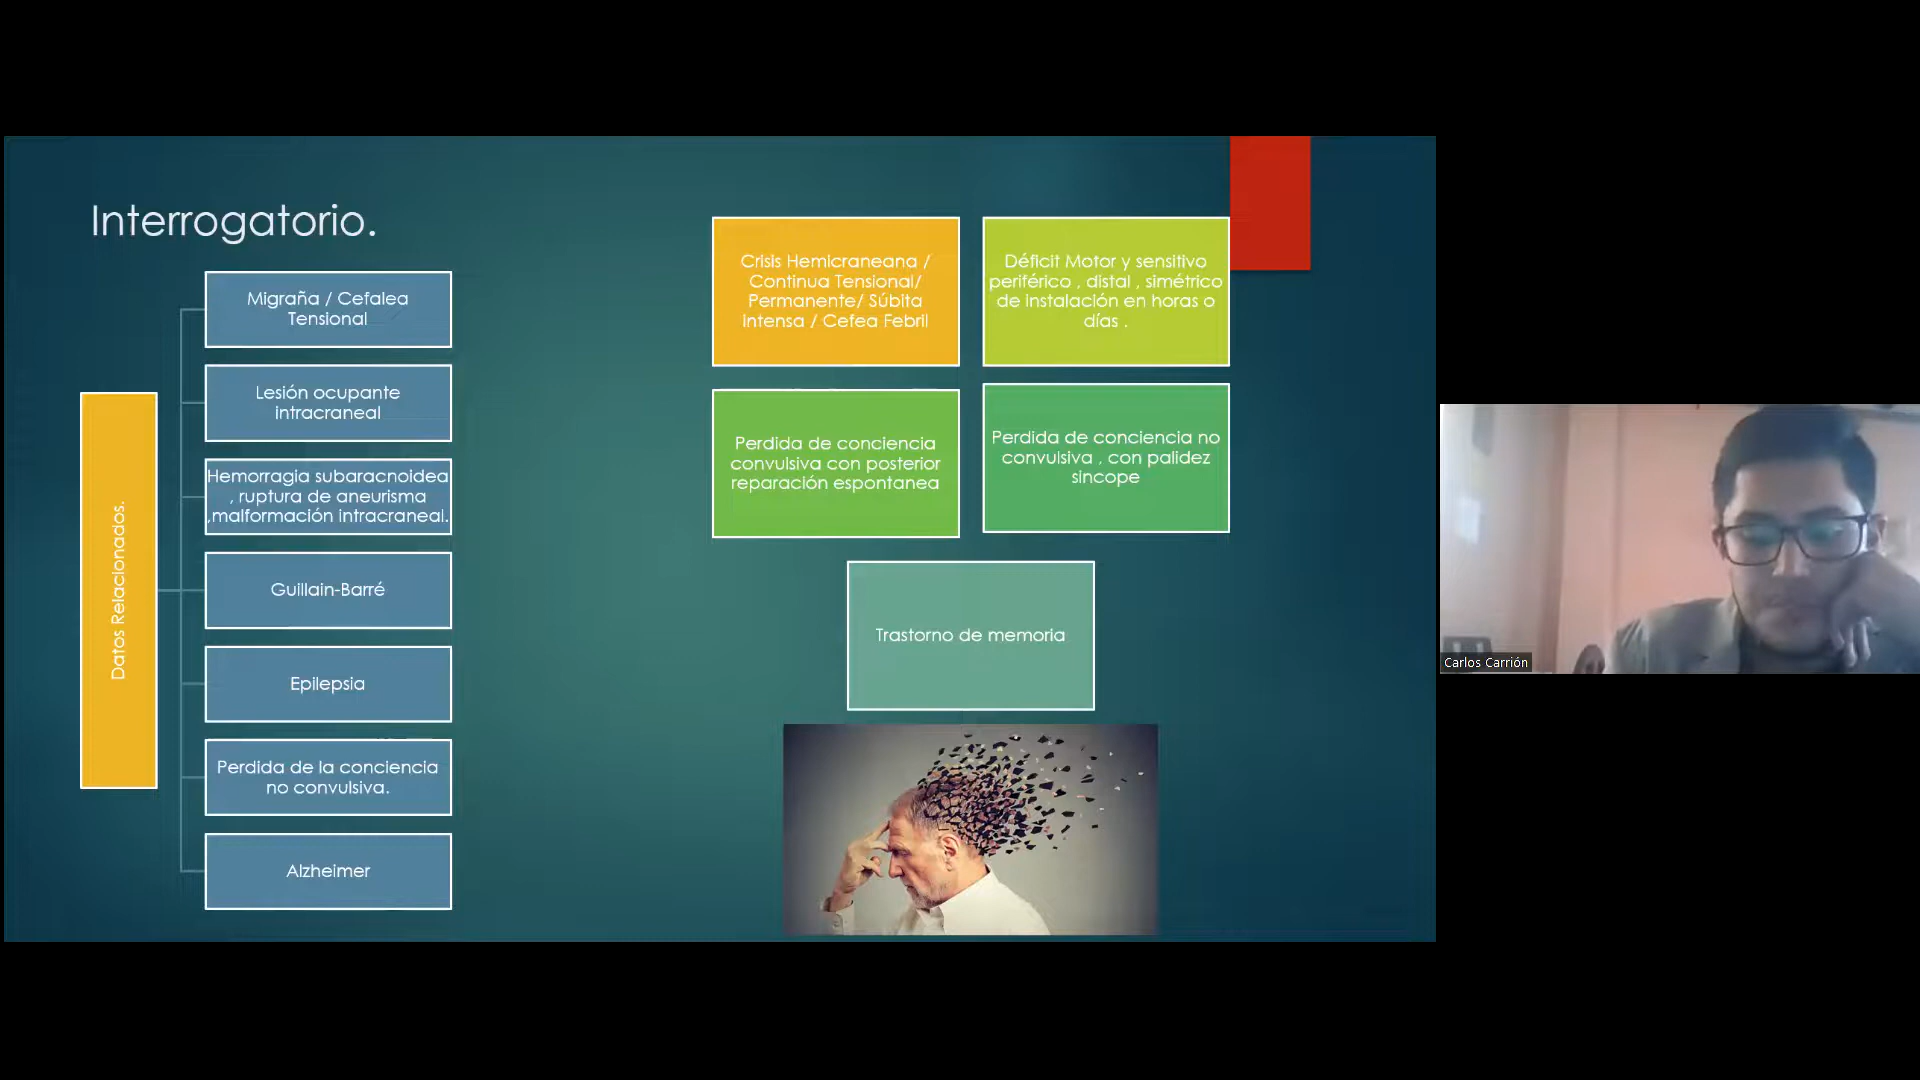 Interrogatorio.
Datos Relacionados.
Migraña / Cefalea
Tensional
Lesión ocupante
intracraneal
Hemorragia subaracnoidea
, ruptura de aneurisma
,malformación intracraneal.
Guillain-Barré
Epilepsia
Perdida de la conciencia
no convulsiva.
Alzheimer
Crisis Hemicraneana /
Continua Tensional/
Permanente/ Súbita
intensa / Cefea Febril
Déficit Motor y sensitivo
periférico , distal , simétrico
de instalación en horas o
días .
Perdida de conciencia
convulsiva con posterior
reparación espontanea
Perdida de conciencia no
convulsiva , con palidez
sincope
Trastorno de memoria
Carlos Carrión